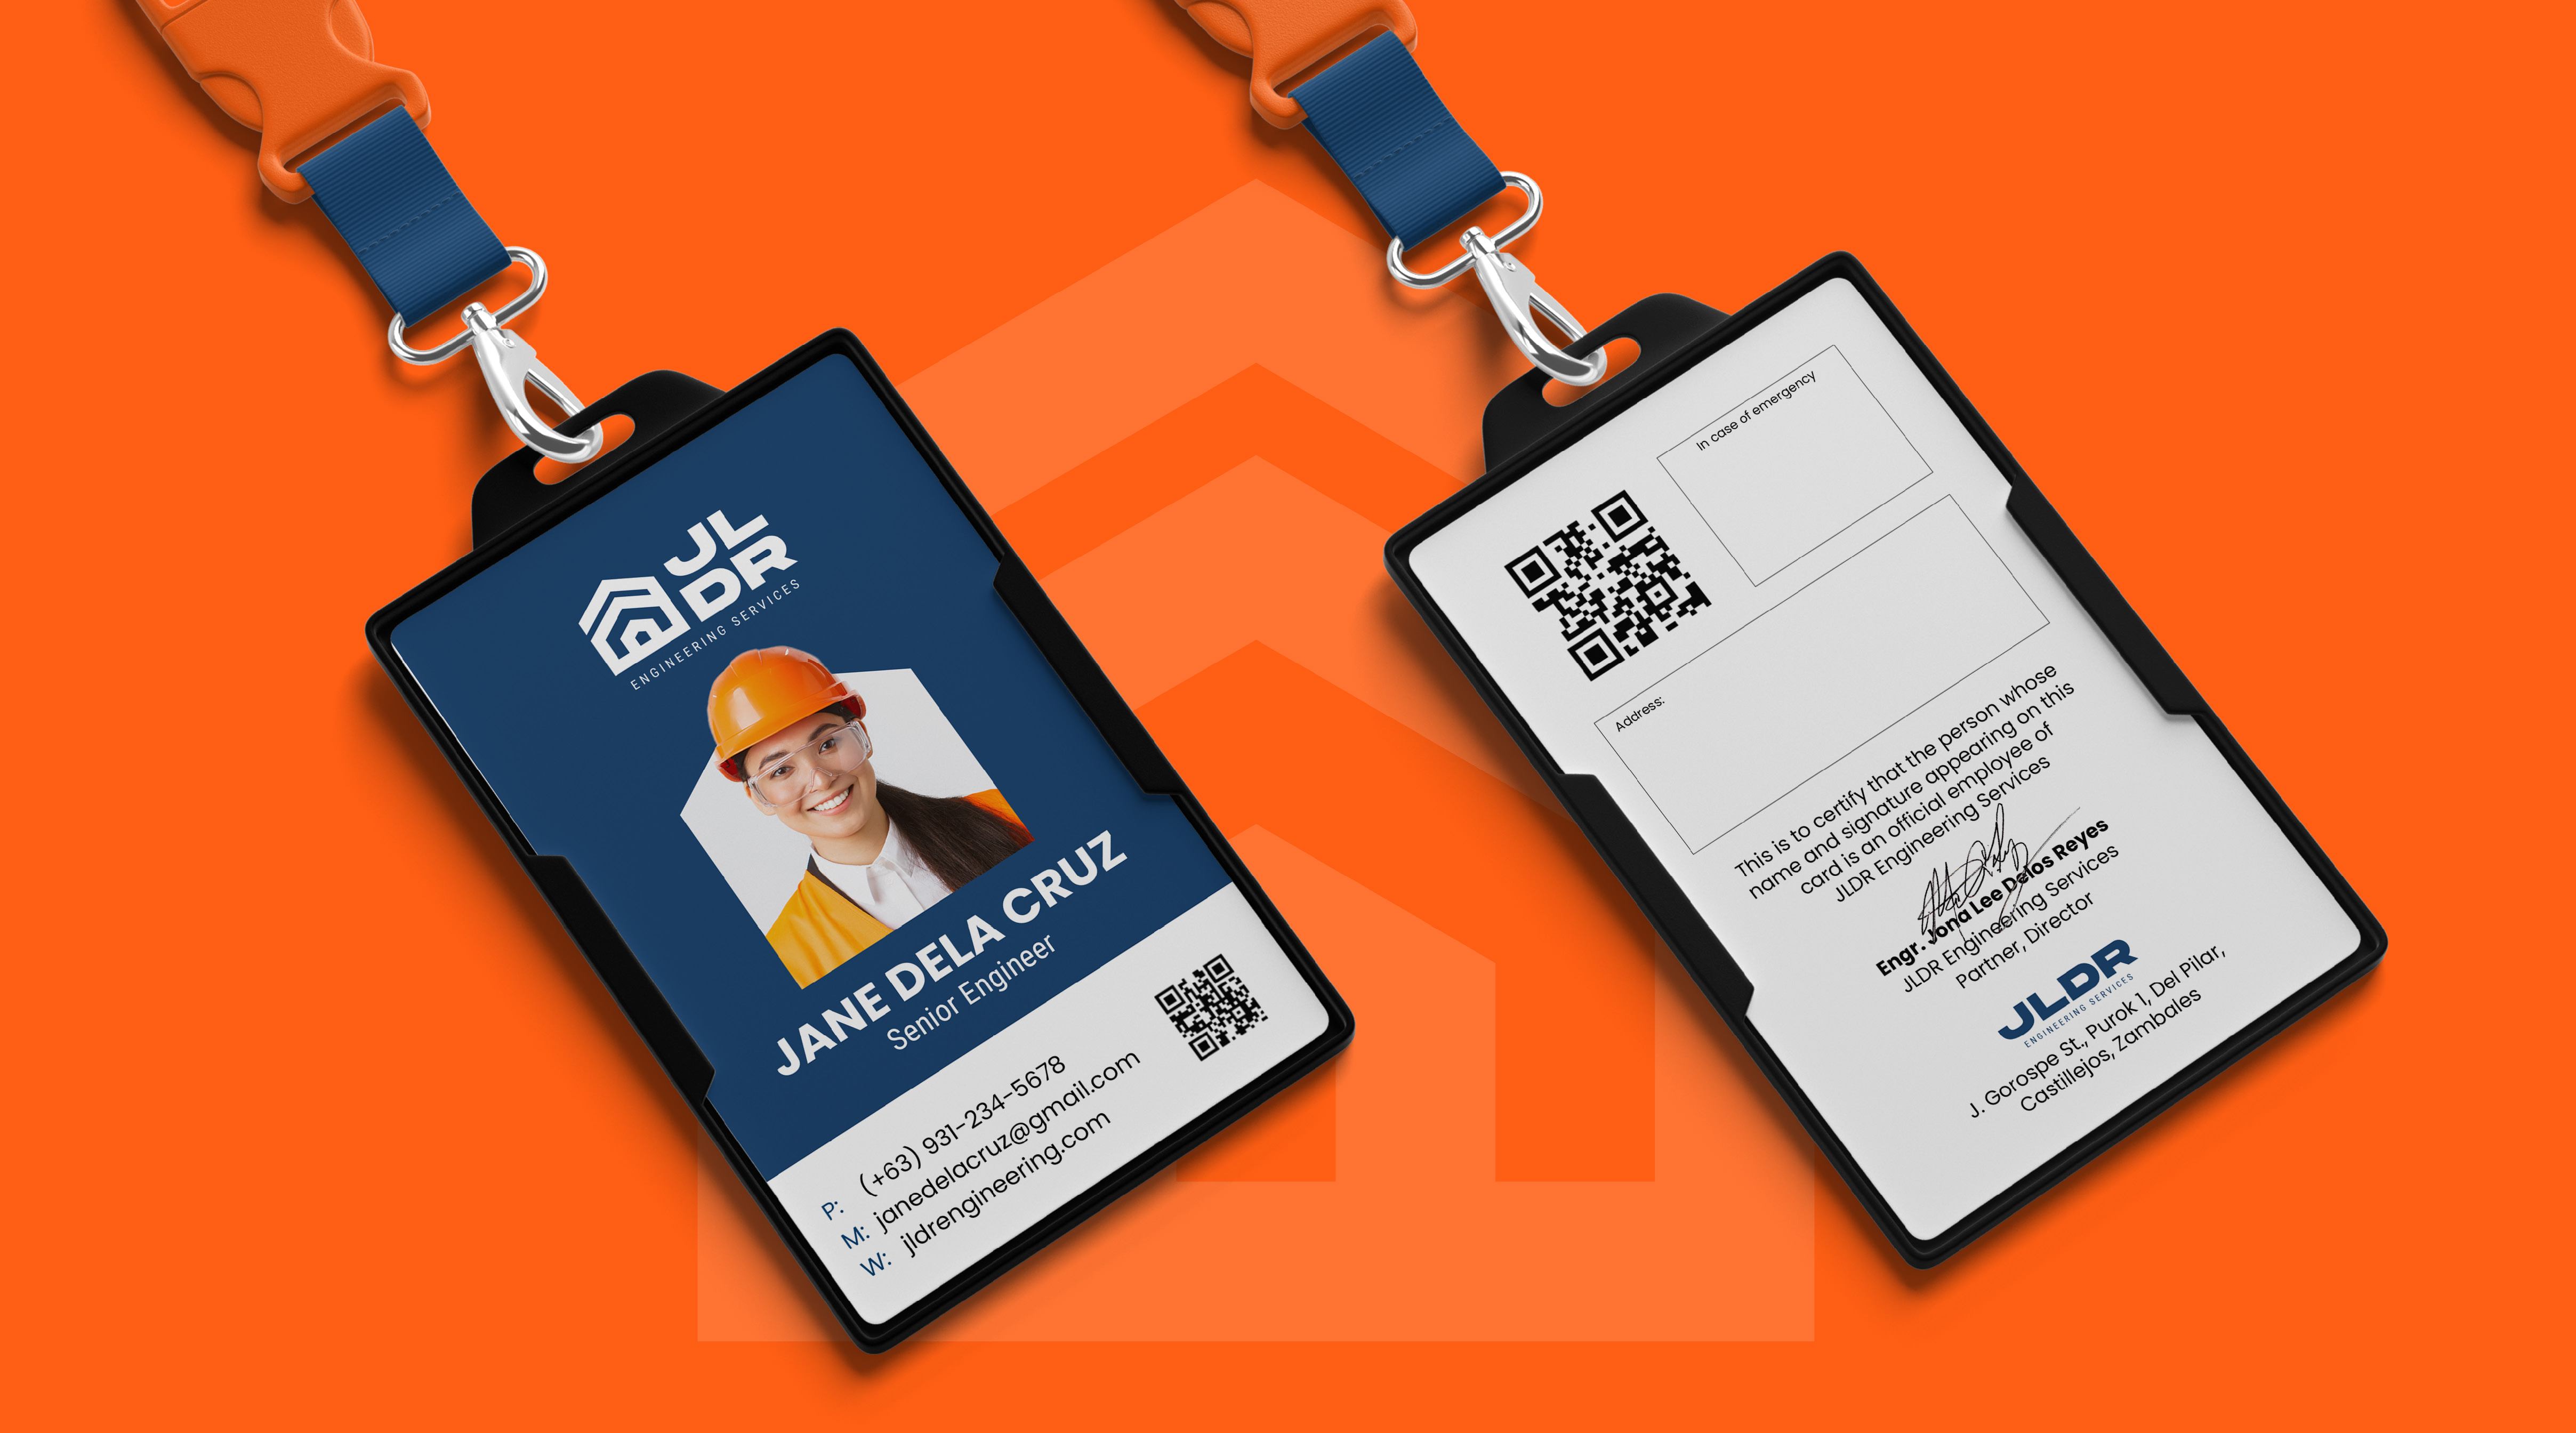 JL
DR
ENGINEERING SERVICES
JANE DELA CRUZ
Senior Engineer
P: (+63) 931-234-5678
M: janedelacruz@gmail.com
W: jldrengineering.com
In case of emergency
Address:
This is to certify that the person whose
name and signature appearing on this
card is an official employee of
JLDR Engineering Services
Engr. Jona Lee Delos Reyes
JLDR Engineering Services
Partner, Director
JLDR
ENGINEERING SERVICES
J. Gorospe St., Purok 1, Del Pilar,
Castillejos, Zambales